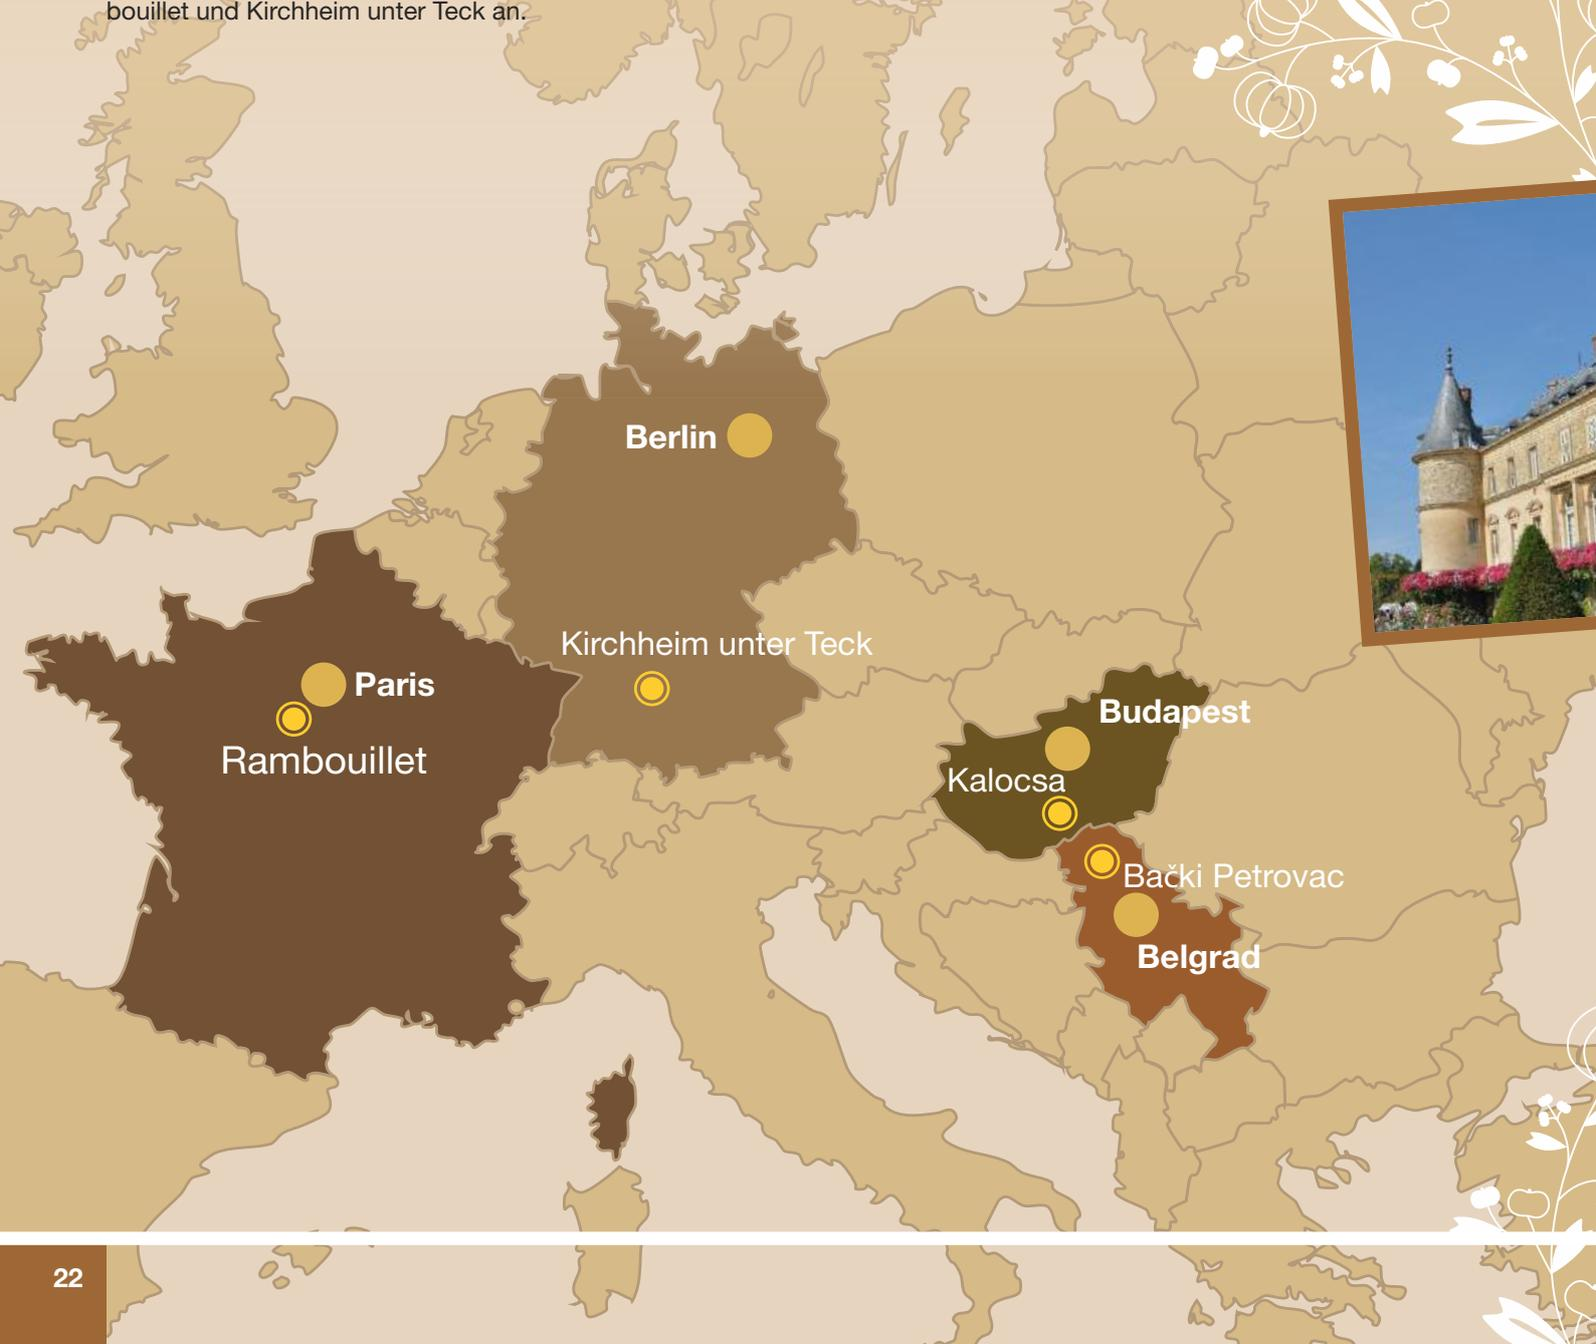 bouillet und Kirchheim unter Teck an.
Berlin
Kirchheim unter Teck
Paris
Rambouillet
Budapest
Kalocsa
Bački Petrovac
Belgrad
22